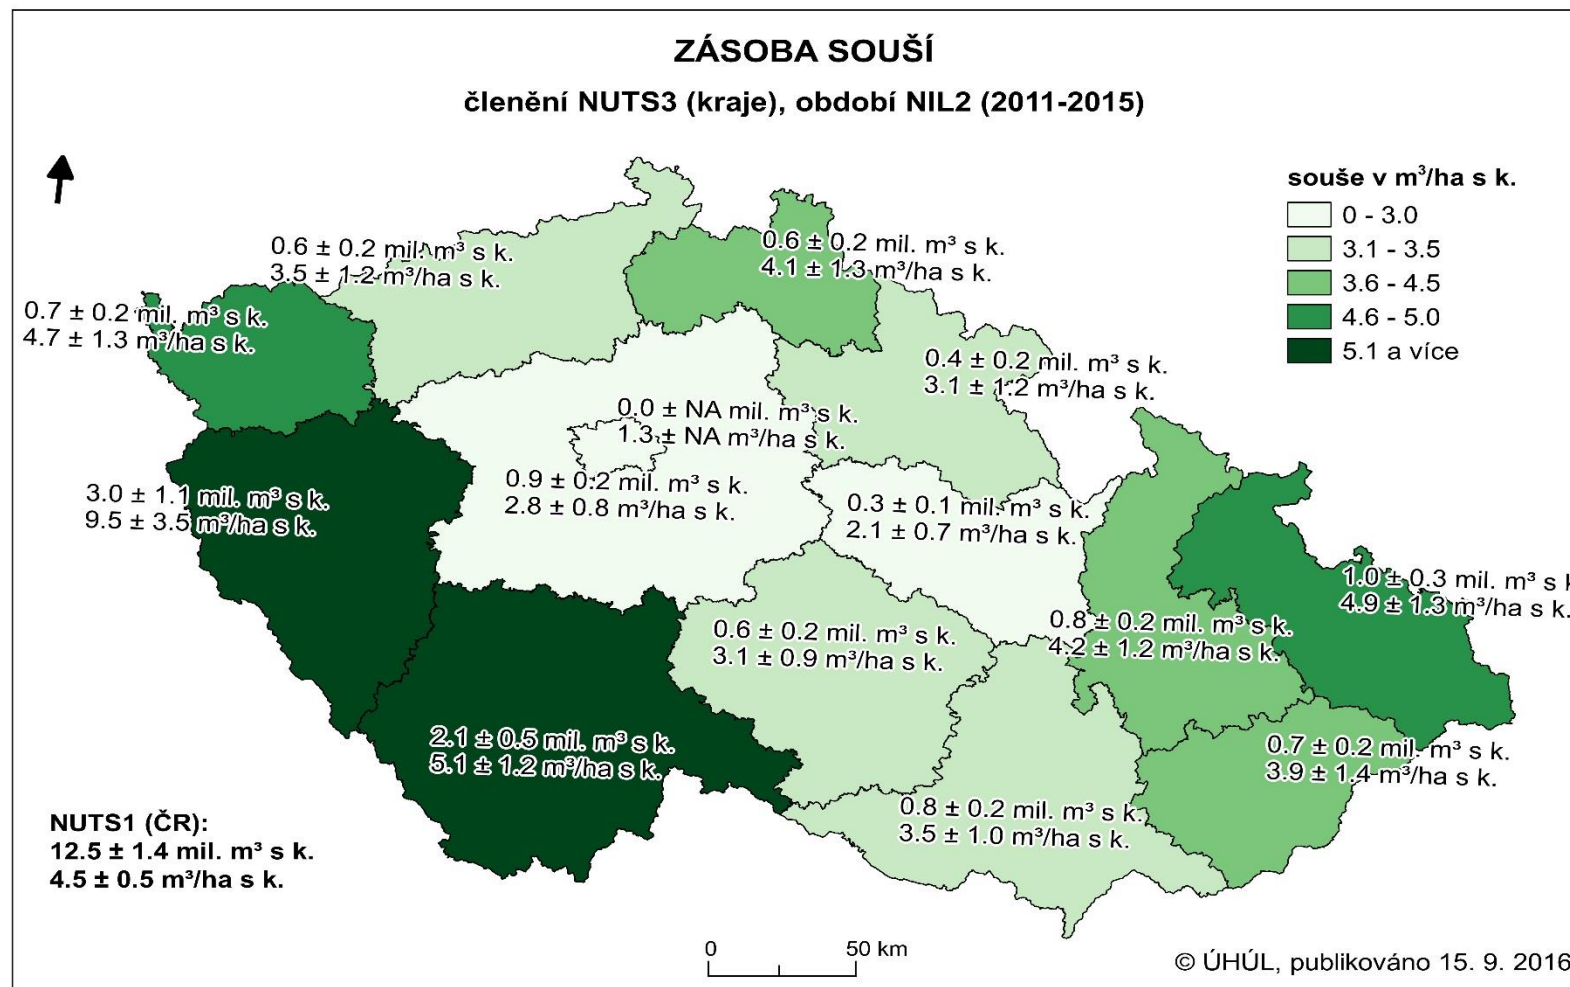 ZÁSOBA SOUŠÍ
členění NUTS3 (kraje), období NIL2 (2011-2015)
souše v m³/ha s k.
0 - 3.0
3.1 - 3.5
3.6 - 4.5
4.6 - 5.0
5.1 a více
0.6 ± 0.2 mil. m³ s k.
3.5 ± 1.2 m³/ha s k.
0.6 ± 0.2 mil. m³ s k.
4.1 ± 1.3 m³/ha s k.
0.7 ± 0.2 mil. m³ s k.
4.7 ± 1.3 m³/ha s k.
0.4 ± 0.2 mil. m³ s k.
3.1 ± 1.2 m³/ha s k.
0.0 ± NA mil. m³ s k.
1.3 ± NA m³/ha s k.
0.9 ± 0.2 mil. m³ s k.
2.8 ± 0.8 m³/ha s k.
3.0 ± 1.1 mil. m³ s k.
9.5 ± 3.5 m³/ha s k.
0.3 ± 0.1 mil. m³ s k.
2.1 ± 0.7 m³/ha s k.
1.0 ± 0.3 mil. m³ s k
4.9 ± 1.3 m³/ha s k.
0.8 ± 0.2 mil. m³ s k.
4.2 ± 1.2 m³/ha s k.
0.6 ± 0.2 mil. m³ s k.
3.1 ± 0.9 m³/ha s k.
2.1 ± 0.5 mil. m³ s k.
5.1 ± 1.2 m³/ha s k.
0.7 ± 0.2 mil. m³ s k.
3.9 ± 1.4 m³/ha s k.
0.8 ± 0.2 mil. m³ s k.
3.5 ± 1.0 m³/ha s k.
NUTS1 (ČR):
12.5 ± 1.4 mil. m³ s k.
4.5 ± 0.5 m³/ha s k.
0 50 km
© ÚHÚL, publikováno 15. 9. 2016